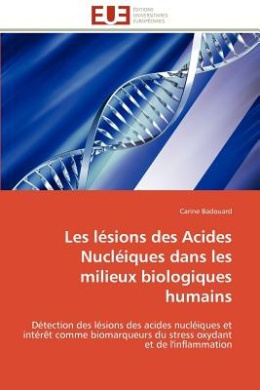 EUE
ÉDITIONS
UNIVERSITAIRES
EUROPÉENNES
Carine Badouard
Les lésions des Acides
Nucléiques dans les
milieux biologiques
humains
Détection des lésions des acides nucléiques et
intérêt comme biomarqueurs du stress oxydant
et de l'inflammation